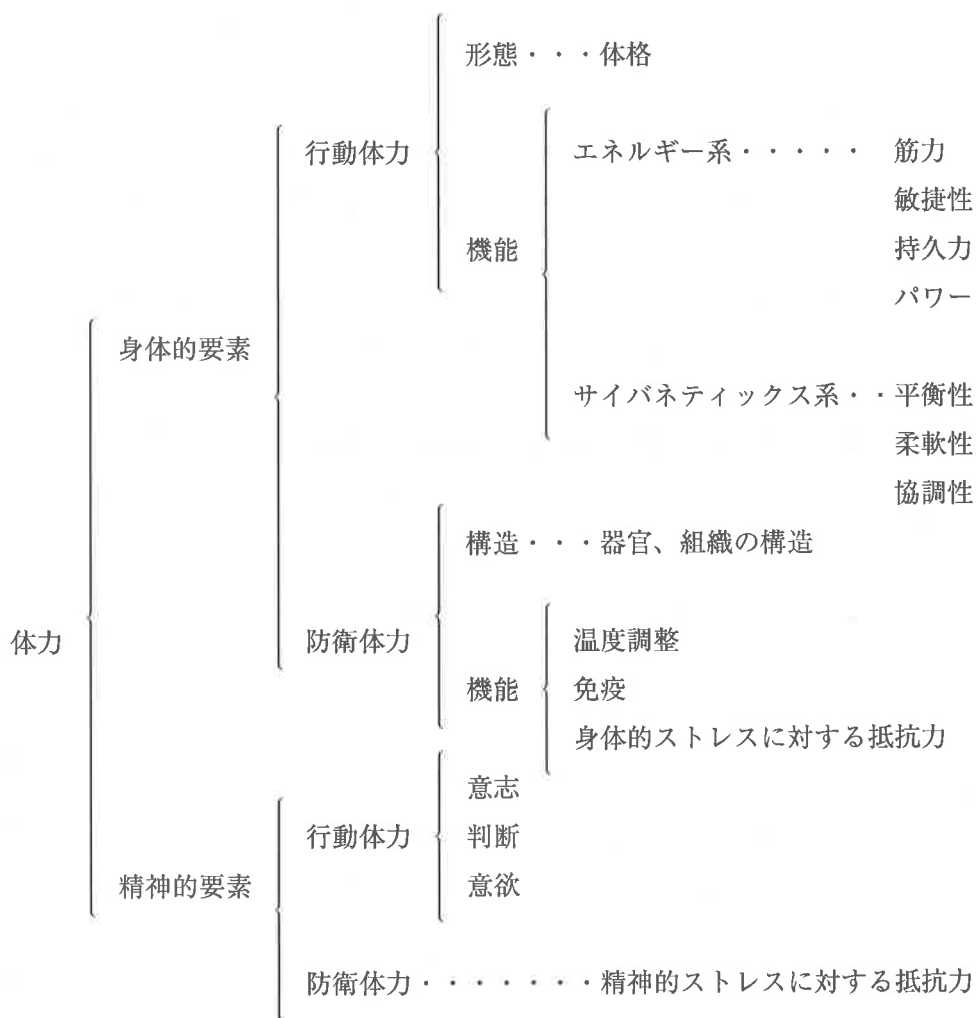 形態・・・体格
行動体力
エネルギー系・・・・・ 筋力
敏捷性
機能
持久力
パワー
身体的要素
サイバネティックス系・・平衡性
柔軟性
協調性
構造・・・器官、組織の構造
体力
防衛体力
温度調整
機能
免疫
身体的ストレスに対する抵抗力
意志
行動体力
判断
精神的要素
意欲
防衛体力・・・・・・・精神的ストレスに対する抵抗力